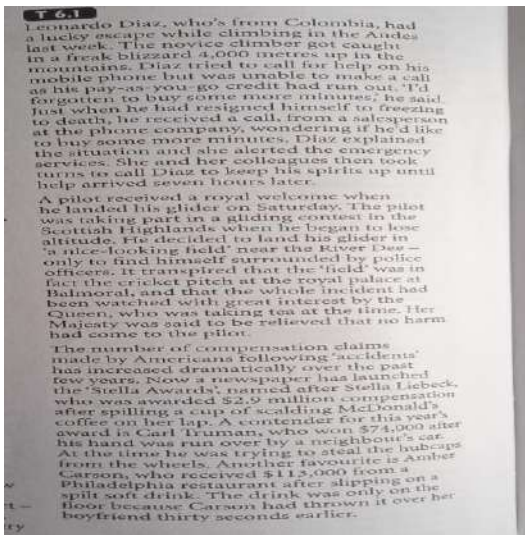 T 6.1
Leonardo Diaz, who's from Colombia, had
a lucky escape while climbing in the Andes
last week. The novice climber got caught
in a freak blizzard 4,000 metres up in the
mountains. Diaz tried to call for help on his
mobile phone but was unable to make a call
as his pay-as-you-go credit had run out. 'I'd
forgotten to buy some more minutes,' he said.
Just when he had resigned himself to freezing
to death, he received a call, from a salesperson
at the phone company, wondering if he'd like
to buy some more minutes. Diaz explained
the situation and she alerted the emergency
services. She and her colleagues then took
turns to call Diaz to keep his spirits up until
help arrived seven hours later.
A pilot received a royal welcome when
he landed his glider on Saturday. The pilot
was taking part in a gliding contest in the
Scottish Highlands when he began to lose
altitude. He decided to land his glider in
'a nice-looking field' near the River Dee –
only to find himself surrounded by police
officers. It transpired that the 'field' was in
fact the cricket pitch at the royal palace at
Balmoral, and that the whole incident had
been watched with great interest by the
Queen, who was taking tea at the time. Her
Majesty was said to be relieved that no harm
had come to the pilot.
The number of compensation claims
made by Americans following 'accidents'
has increased dramatically over the past
few years. Now a newspaper has launched
the 'Stella Awards', named after Stella Liebeck,
who was awarded $2.9 million compensation
after spilling a cup of scalding McDonald's
coffee on her lap. A contender for this year's
award is Carl Truman, who won $74,000 after
his hand was run over by a neighbour's car.
At the time he was trying to steal the hubcaps
from the wheels. Another favourite is Amber
Carson, who received $113,000 from a
Philadelphia restaurant after slipping on a
spilt soft drink. The drink was only on the
floor because Carson had thrown it over her
boyfriend thirty seconds earlier.